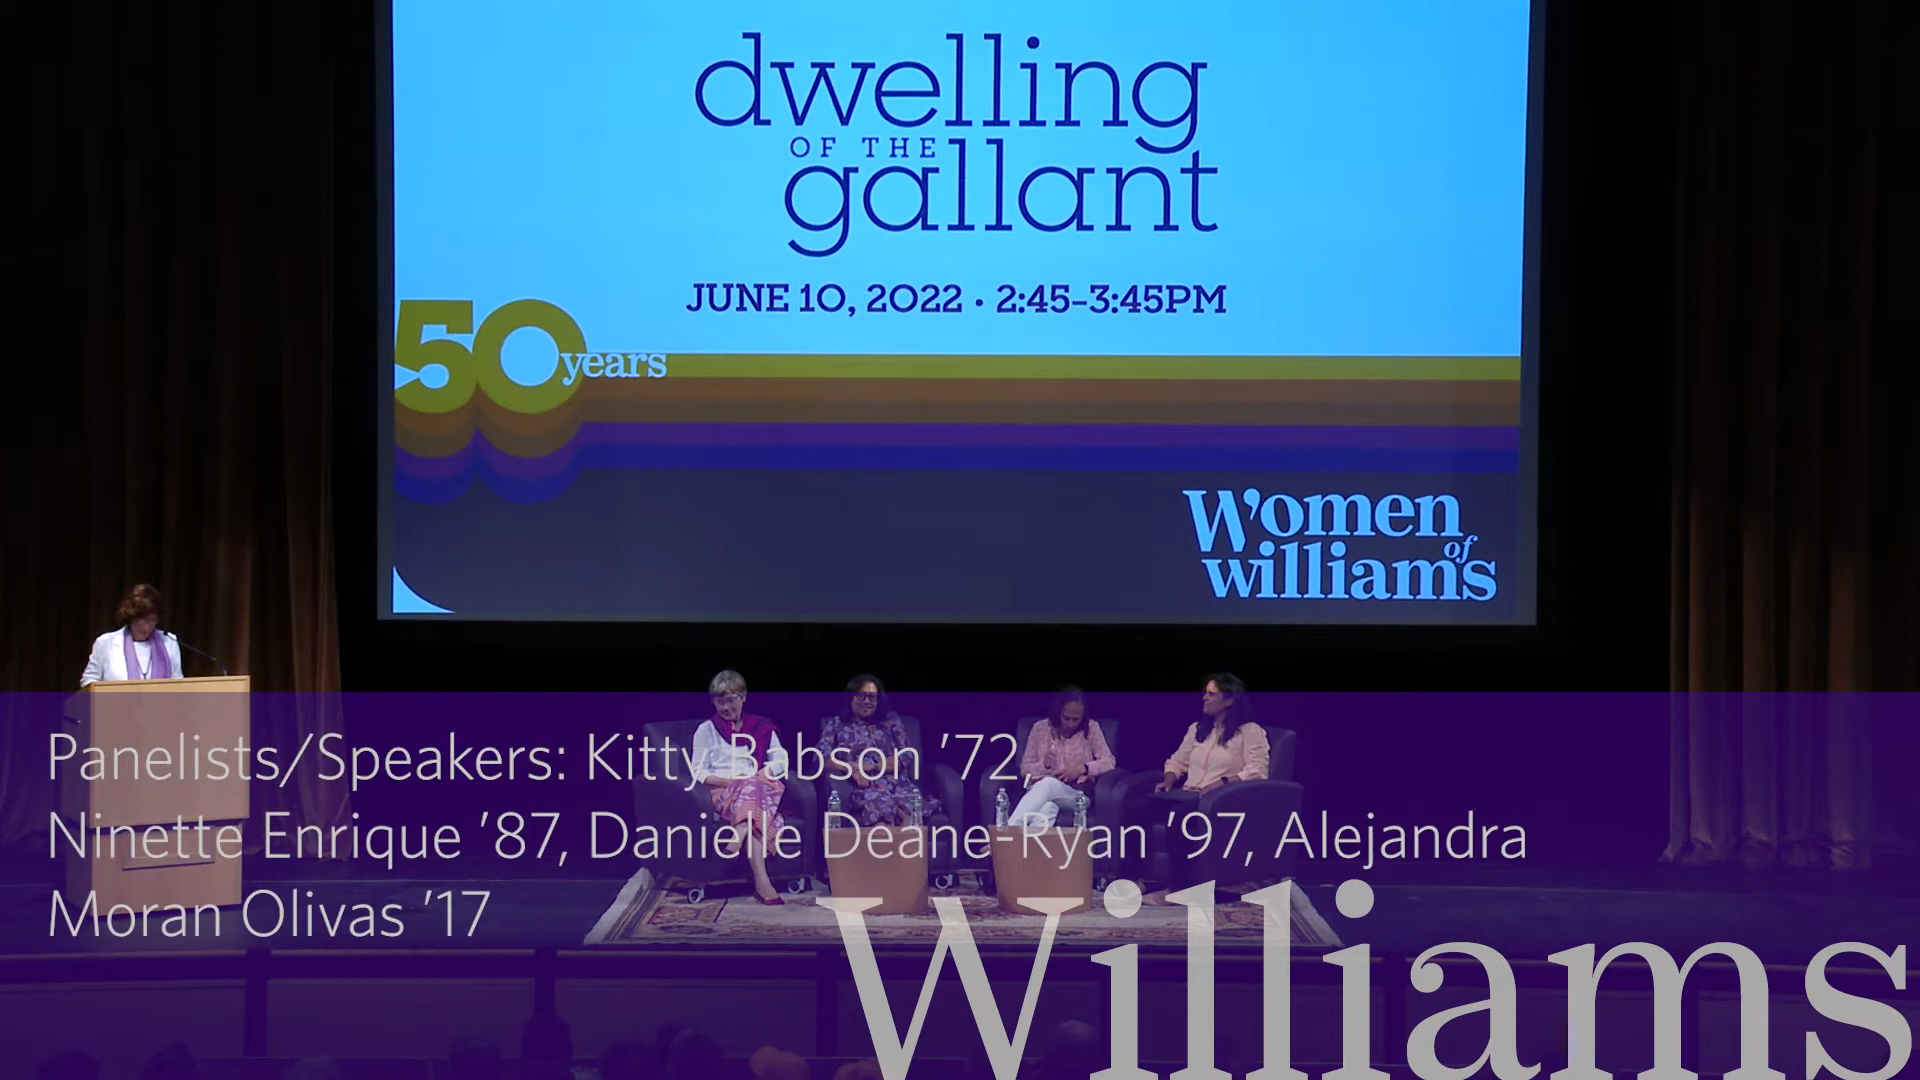 dwelling
OF THE
gallant
JUNE 10, 2022 · 2:45-3:45PM
50 years
Women
of
williams
Panelists/Speakers: Kitty Babson ’72,
Ninette Enrique ’87, Danielle Deane-Ryan ’97, Alejandra
Moran Olivas ’17
Williams